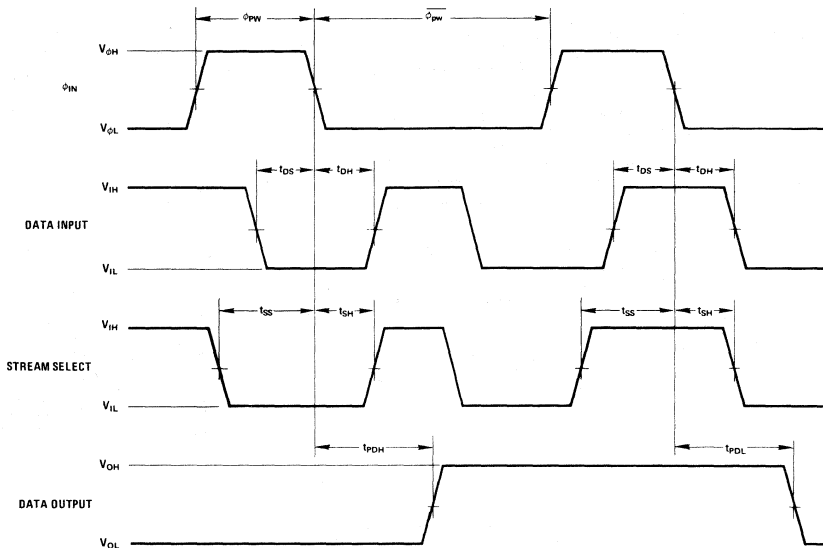 ϕPW
ϕpw
VϕH
ϕIN
VϕL
tDS
tDH
tDS
tDH
VIH
DATA INPUT
VIL
tSS
tSH
tSS
tSH
VIH
STREAM SELECT
VIL
tPDH
tPDL
VOH
DATA OUTPUT
VOL